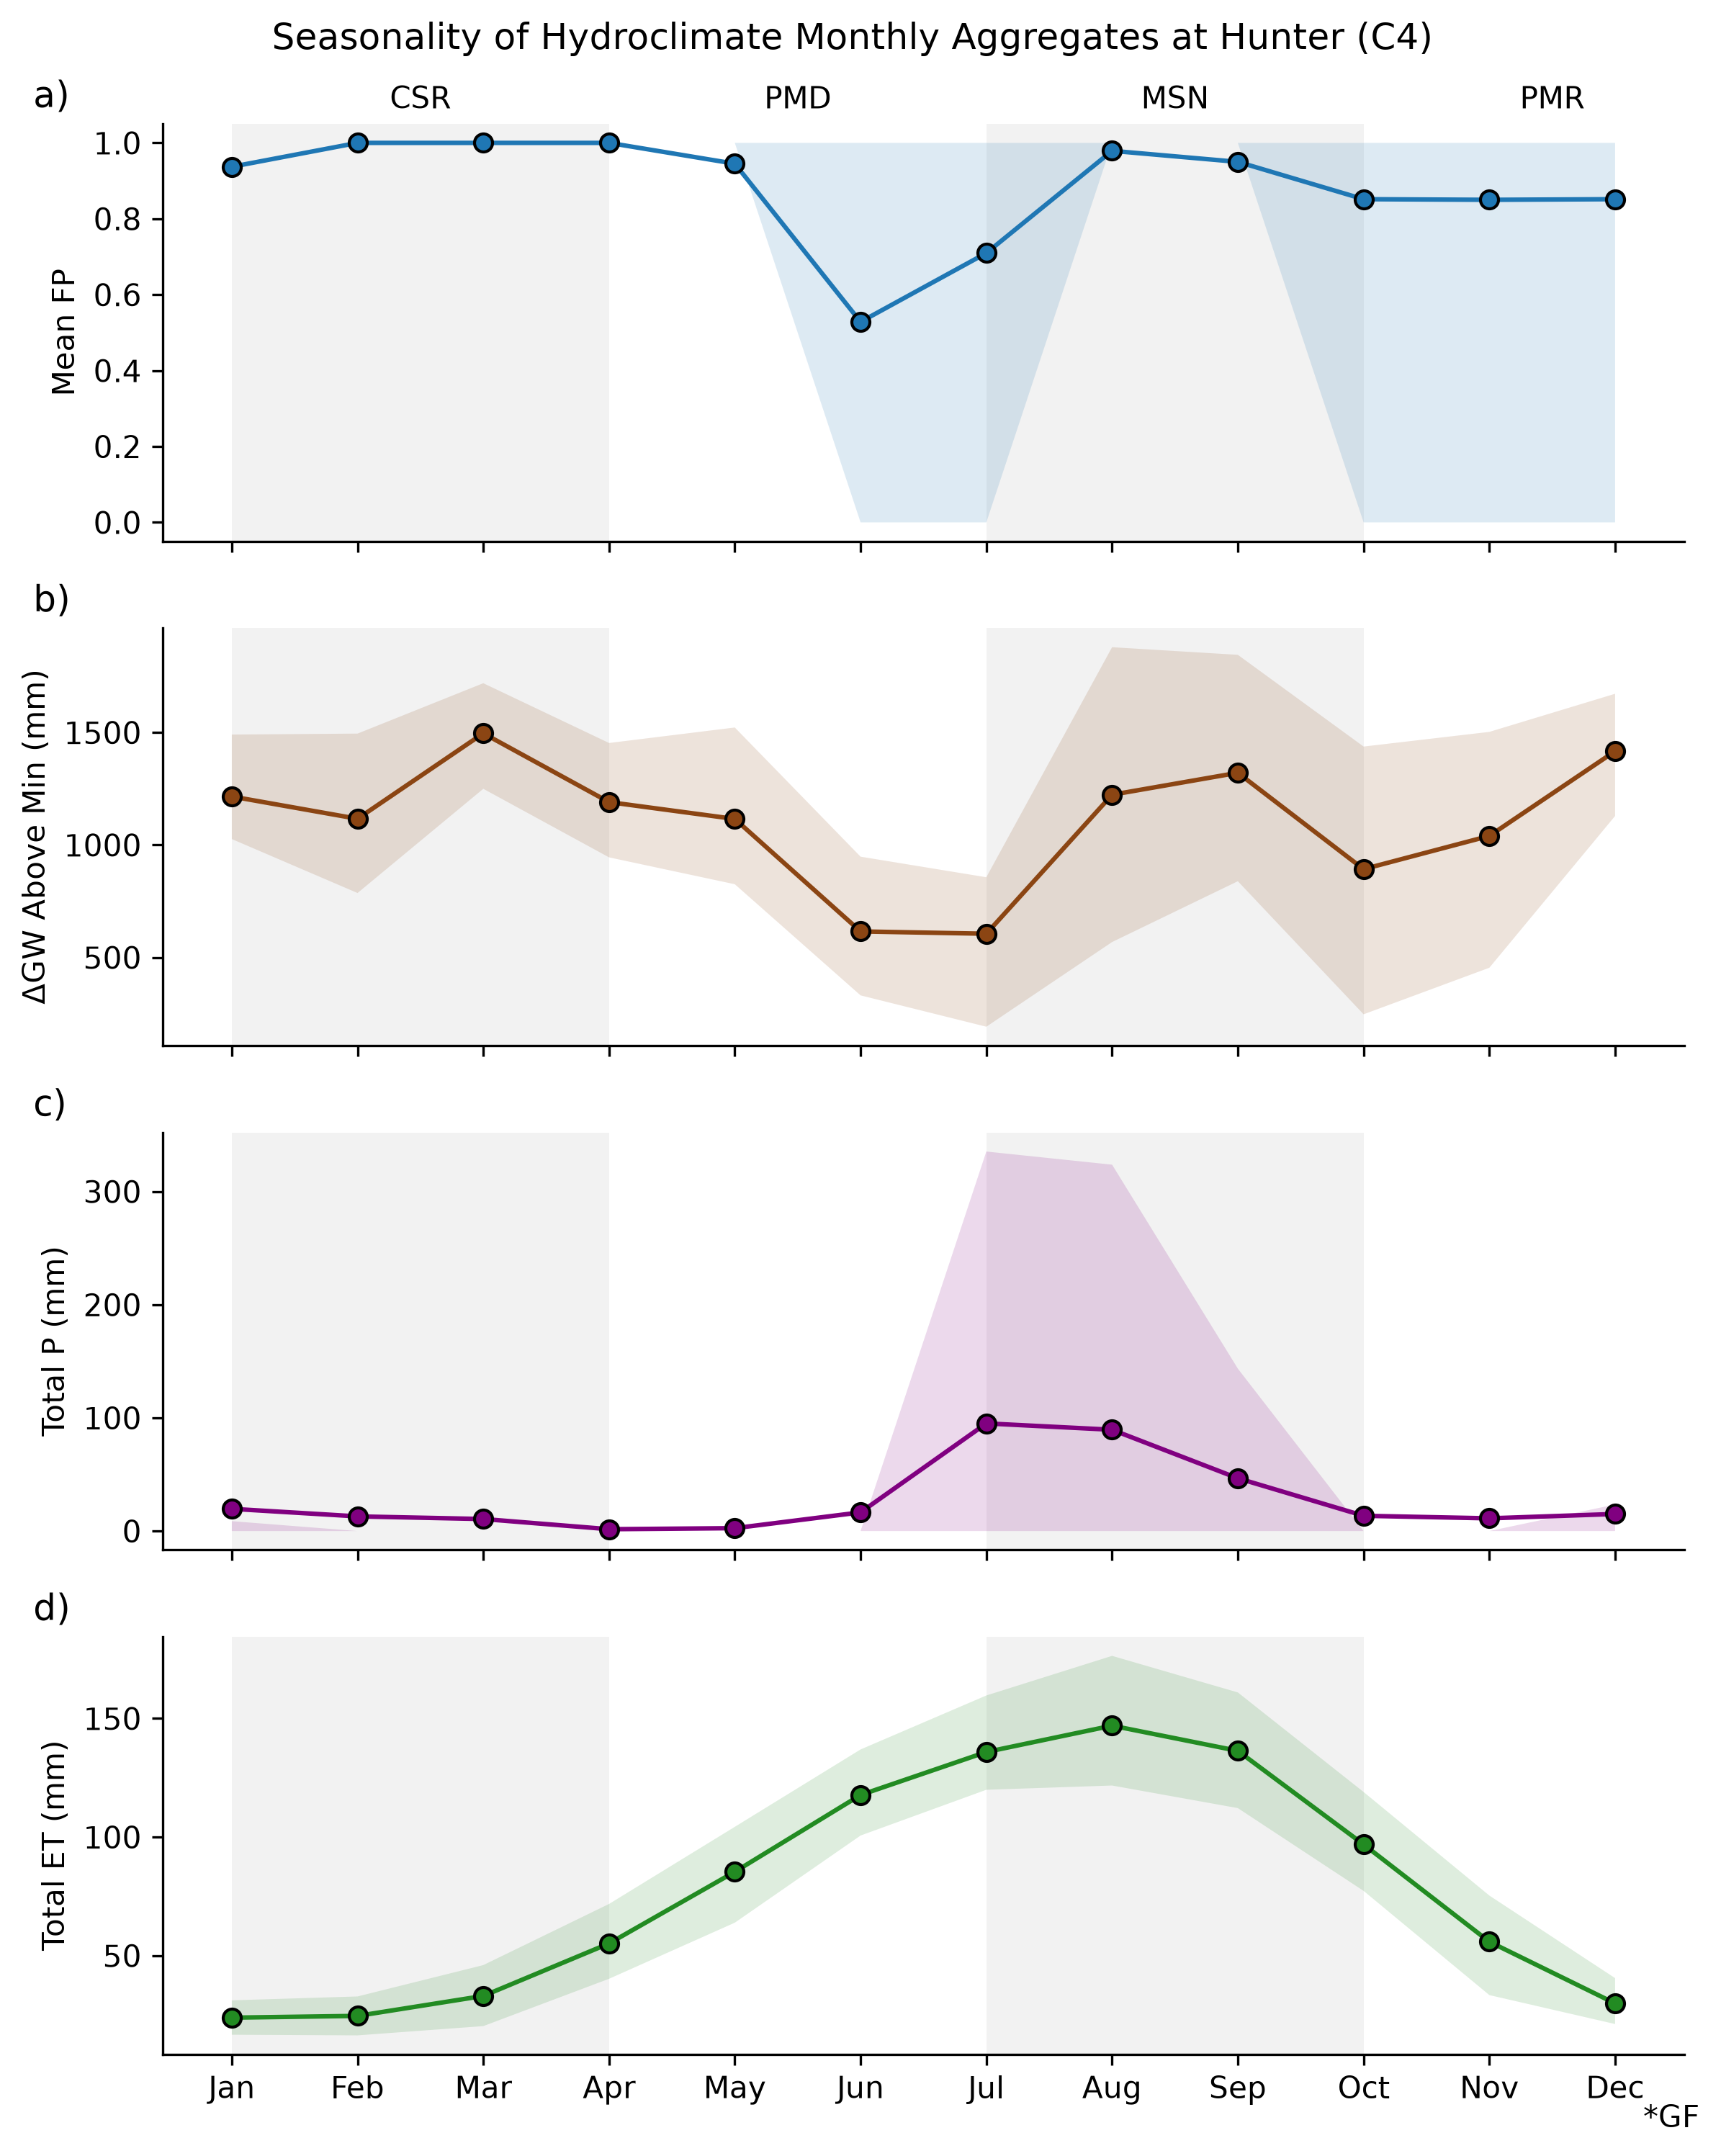 Seasonality of Hydroclimate Monthly Aggregates at Hunter (C4)
a)
CSR PMD MSN PMR
Mean FP
1.0
0.8
0.6
0.4
0.2
0.0
b)
ΔGW Above Min (mm)
1500
1000
500
c)
Total P (mm)
300
200
100
0
d)
Total ET (mm)
150
100
50
Jan Feb Mar Apr May Jun Jul Aug Sep Oct Nov Dec
*GF